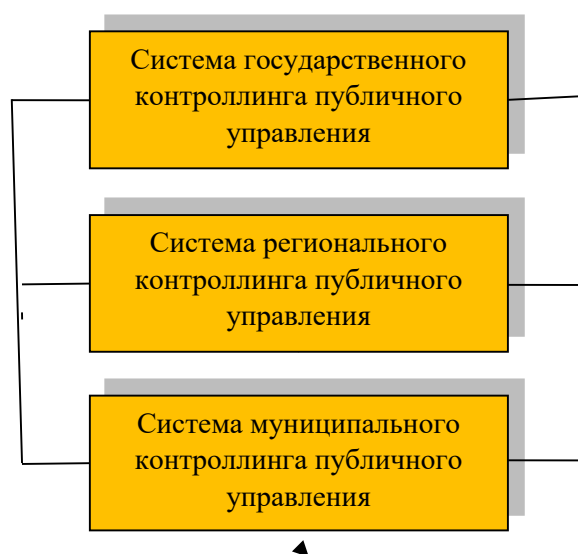 Система государственного
контроллинга публичного
управления
Система регионального
контроллинга публичного
управления
Система муниципального
контроллинга публичного
управления